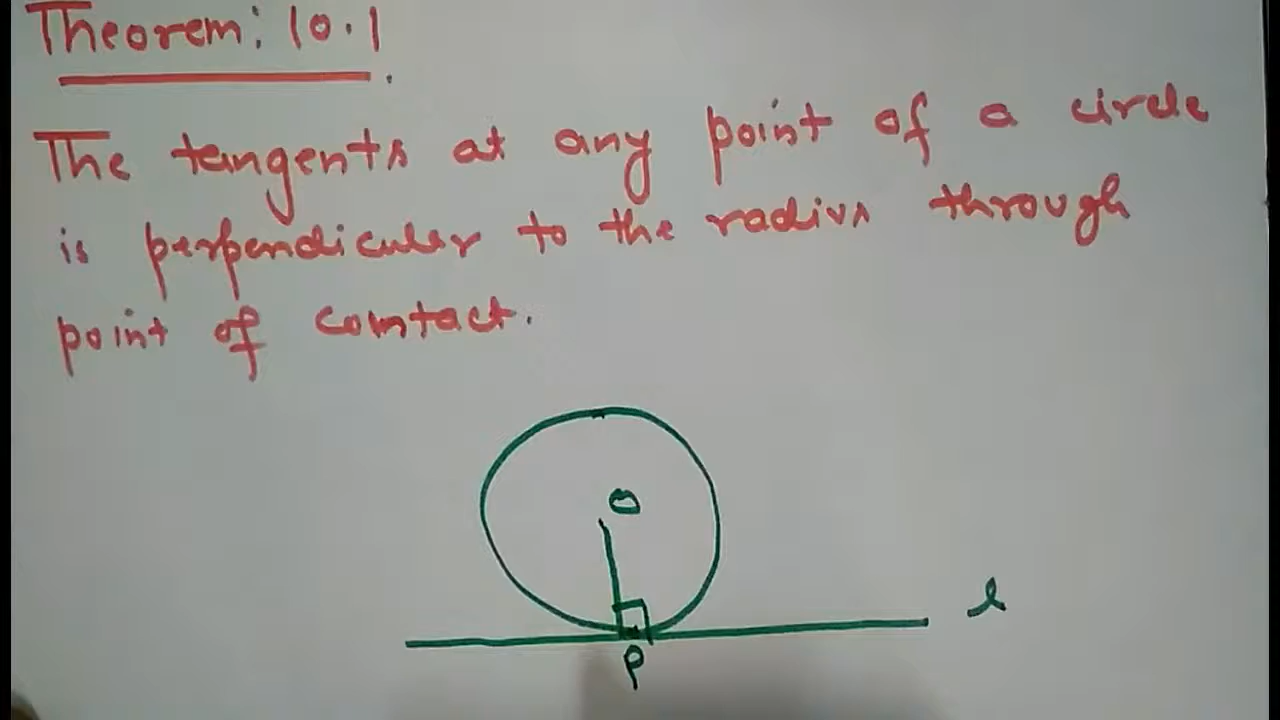 Theorem: 10.1
The tangents at any point of a circle
is perpendicular to the radius through
point of contact.
O
l
P